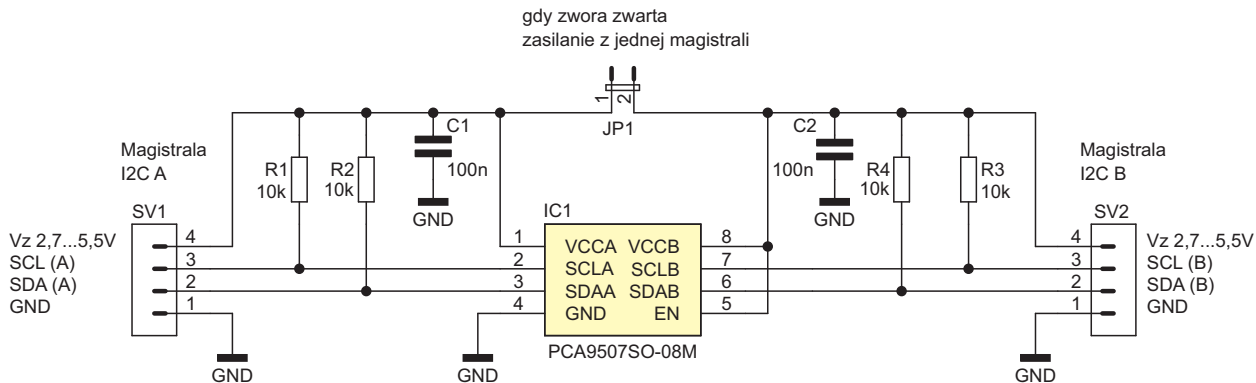 gdy zwora zwarta
zasilanie z jednej magistrali
1
2
JP1
C1
100n
GND
C2
100n
GND
Magistrala
I2C A
R1
10k
R2
10k
R4
10k
R3
10k
Magistrala
I2C B
SV1
IC1
SV2
Vz 2,7...5,5V
4
1
VCCA
VCCB
8
4
Vz 2,7...5,5V
SCL (A)
3
2
SCLA
SCLB
7
3
SCL (B)
SDA (A)
2
3
SDAA
SDAB
6
2
SDA (B)
GND
1
4
GND
EN
5
1
GND
PCA9507SO-08M
GND
GND
GND